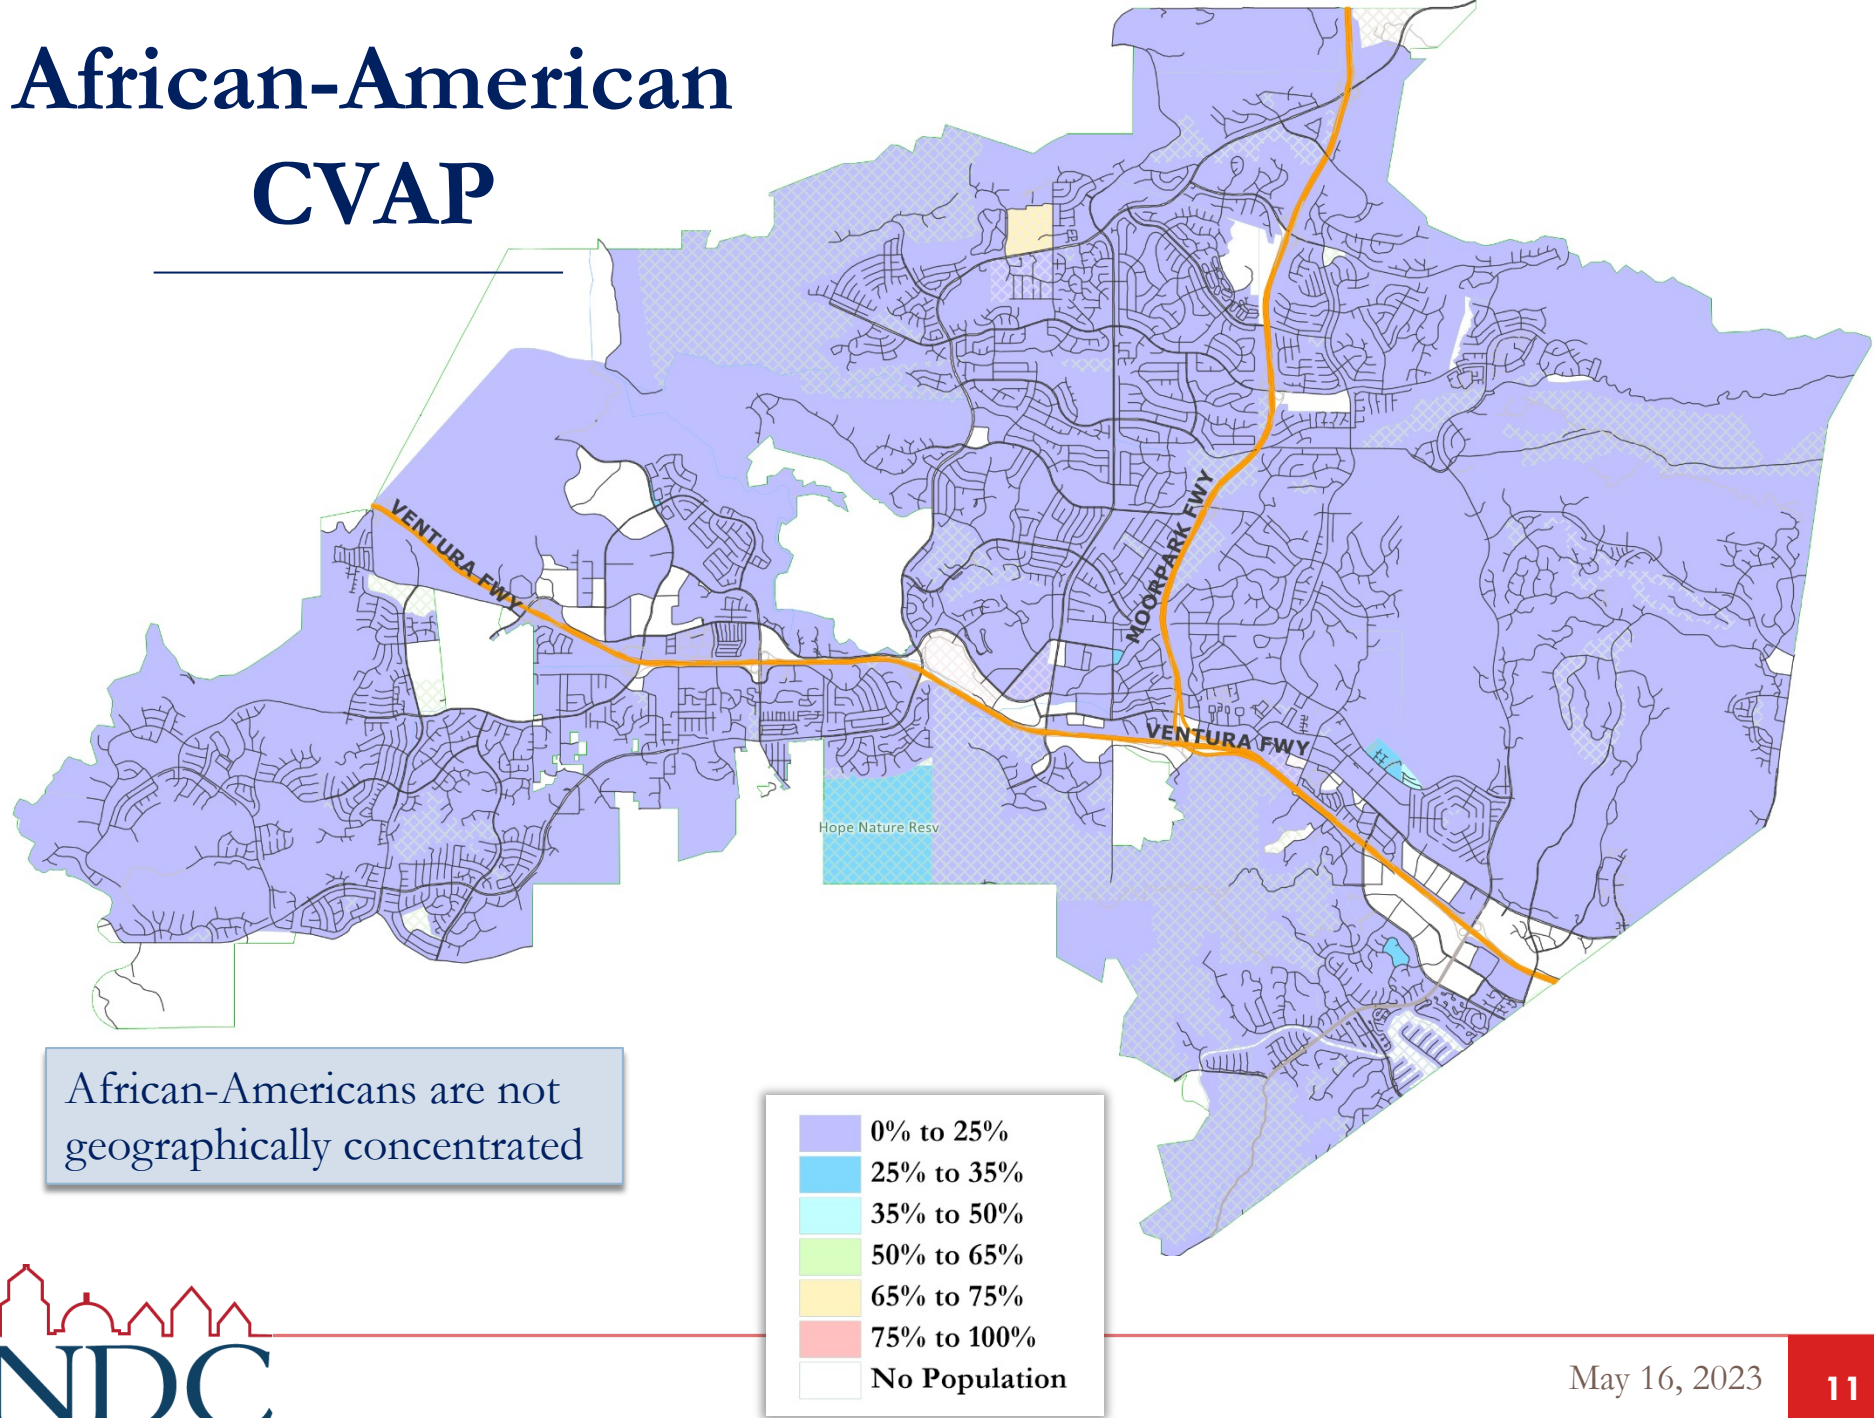 African-American
CVAP
VENTURA FWY
MOORPARK FWY
VENTURA FWY
Hope Nature Resv
African-Americans are not
geographically concentrated
0% to 25%
25% to 35%
35% to 50%
50% to 65%
65% to 75%
75% to 100%
No Population
NDC
May 16, 2023
11